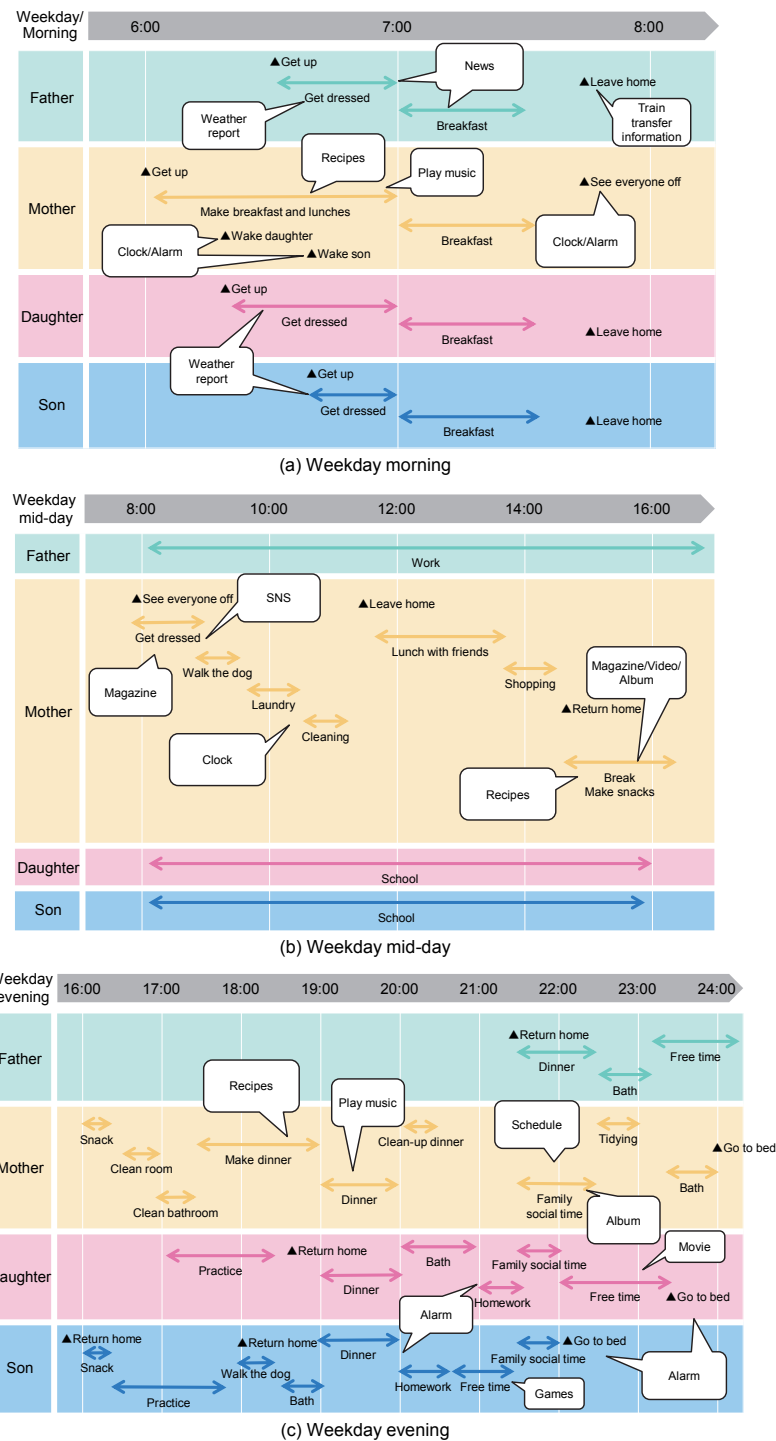 Weekday/
Morning
6:00
7:00
8:00
Father
▲Get up
Get dressed
Weather
report
News
Breakfast
▲Leave home
Train
transfer
information
Mother
▲Get up
Recipes
Play music
Make breakfast and lunches
Clock/Alarm
▲Wake daughter
▲Wake son
Breakfast
▲See everyone off
Clock/Alarm
Daughter
▲Get up
Get dressed
Breakfast
▲Leave home
Weather
report
Son
▲Get up
Get dressed
Breakfast
▲Leave home
(a) Weekday morning
Weekday
mid-day
8:00
10:00
12:00
14:00
16:00
Father
Work
Mother
▲See everyone off
Get dressed
SNS
Magazine
Walk the dog
Laundry
Clock
Cleaning
▲Leave home
Lunch with friends
Shopping
Magazine/Video/
Album
▲Return home
Recipes
Break
Make snacks
Daughter
School
Son
School
(b) Weekday mid-day
Weekday
evening
16:00
17:00
18:00
19:00
20:00
21:00
22:00
23:00
24:00
Father
▲Return home
Dinner
Bath
Free time
Mother
Snack
Clean room
Clean bathroom
Recipes
Make dinner
Play music
Dinner
Clean-up dinner
Schedule
Family
social time
Album
Tidying
Bath
▲Go to bed
Daughter
Practice
▲Return home
Dinner
Bath
Alarm
Homework
Family social time
Free time
Movie
▲Go to bed
Son
▲Return home
Snack
Practice
▲Return home
Walk the dog
Bath
Dinner
Homework
Free time
Games
Family social time
▲Go to bed
Alarm
(c) Weekday evening